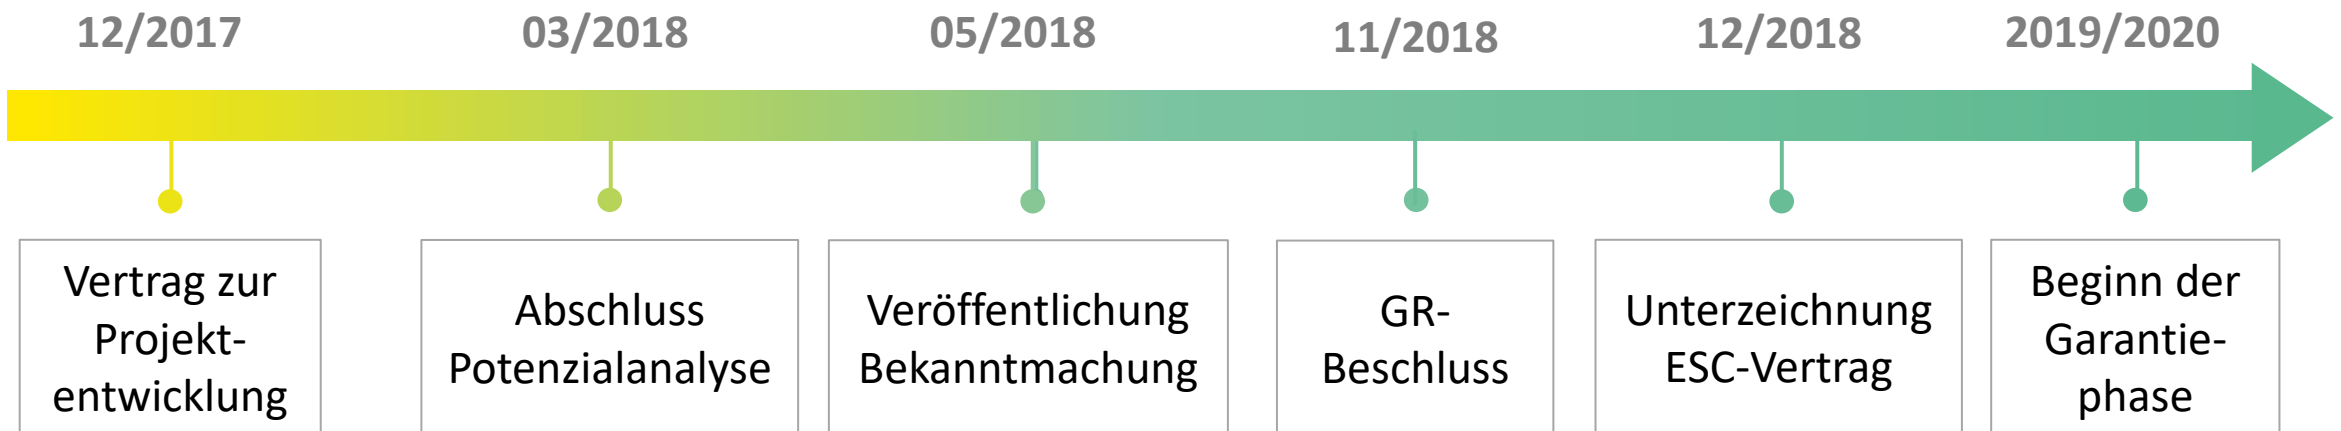 12/2017
03/2018
05/2018
11/2018
12/2018
2019/2020
Vertrag zur
Projekt-
entwicklung
Abschluss
Potenzialanalyse
Veröffentlichung
Bekanntmachung
GR-
Beschluss
Unterzeichnung
ESC-Vertrag
Beginn der
Garantie-
phase